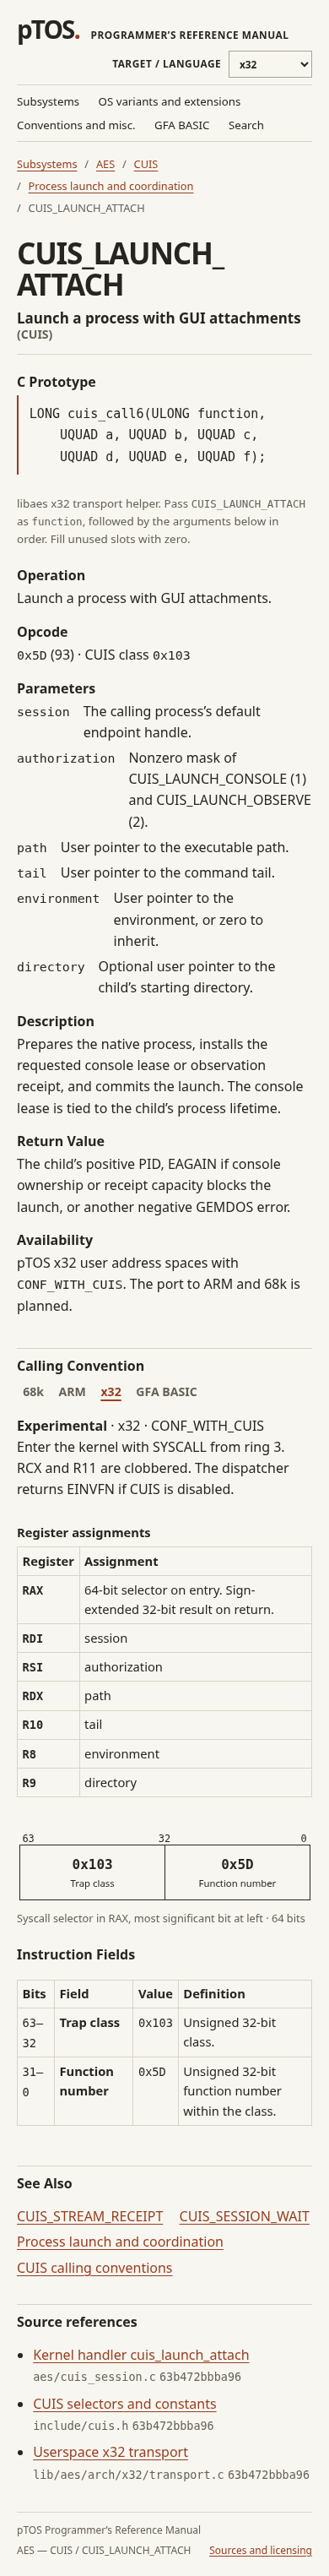 pTOS. PROGRAMMER'S REFERENCE MANUAL
TARGET / LANGUAGE x32
Subsystems OS variants and extensions
Conventions and misc. GFA BASIC Search
Subsystems / AES / CUIS
/ Process launch and coordination
/ CUIS_LAUNCH_ATTACH
CUIS_LAUNCH_
ATTACH
Launch a process with GUI attachments
(CUIS)
C Prototype
LONG cuis_call6(ULONG function,
UQUAD a, UQUAD b, UQUAD c,
UQUAD d, UQUAD e, UQUAD f);
libaes x32 transport helper. Pass CUIS_LAUNCH_ATTACH
as function, followed by the arguments below in
order. Fill unused slots with zero.
Operation
Launch a process with GUI attachments.
Opcode
0x5D (93) · CUIS class 0x103
Parameters
session The calling process's default
endpoint handle.
authorization Nonzero mask of
CUIS_LAUNCH_CONSOLE (1)
and CUIS_LAUNCH_OBSERVE
(2).
path User pointer to the executable path.
tail User pointer to the command tail.
environment User pointer to the
environment, or zero to
inherit.
directory Optional user pointer to the
child's starting directory.
Description
Prepares the native process, installs the
requested console lease or observation
receipt, and commits the launch. The console
lease is tied to the child's process lifetime.
Return Value
The child's positive PID, EAGAIN if console
ownership or receipt capacity blocks the
launch, or another negative GEMDOS error.
Availability
pTOS x32 user address spaces with
CONF_WITH_CUIS. The port to ARM and 68k is
planned.
Calling Convention
68k ARM x32 GFA BASIC
Experimental · x32 · CONF_WITH_CUIS
Enter the kernel with SYSCALL from ring 3.
RCX and R11 are clobbered. The dispatcher
returns EINVFN if CUIS is disabled.
Register assignments
Register Assignment
RAX 64-bit selector on entry. Sign-
extended 32-bit result on return.
RDI session
RSI authorization
RDX path
R10 tail
R8 environment
R9 directory
63 32 0
0x103 0x5D
Trap class Function number
Syscall selector in RAX, most significant bit at left · 64 bits
Instruction Fields
Bits Field Value Definition
63– Trap class 0x103 Unsigned 32-bit
32 class.
31– Function 0x5D Unsigned 32-bit
0 number function number
within the class.
See Also
CUIS_STREAM_RECEIPT CUIS_SESSION_WAIT
Process launch and coordination
CUIS calling conventions
Source references
Kernel handler cuis_launch_attach
aes/cuis_session.c 63b472bbba96
CUIS selectors and constants
include/cuis.h 63b472bbba96
Userspace x32 transport
lib/aes/arch/x32/transport.c 63b472bbba96
pTOS Programmer's Reference Manual
AES — CUIS / CUIS_LAUNCH_ATTACH Sources and licensing